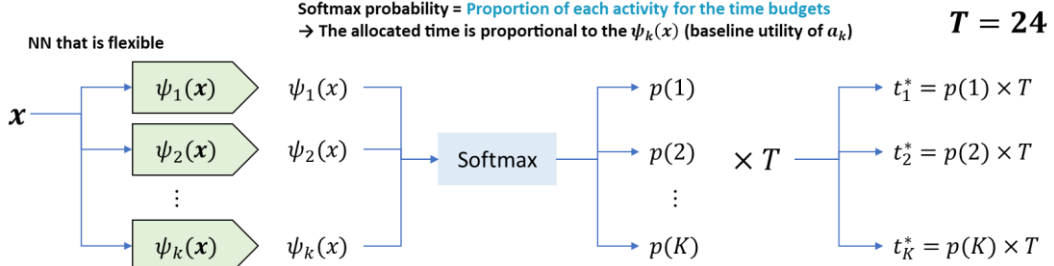 Softmax probability = Proportion of each activity for the time budgets
→ The allocated time is proportional to the ψ_k(x) (baseline utility of a_k)
T = 24
NN that is flexible
x
ψ_1(x)
ψ_1(x)
p(1)
t_1^* = p(1) × T
ψ_2(x)
ψ_2(x)
Softmax
p(2)
× T
t_2^* = p(2) × T
⋮
⋮
⋮
ψ_k(x)
ψ_k(x)
p(K)
t_K^* = p(K) × T